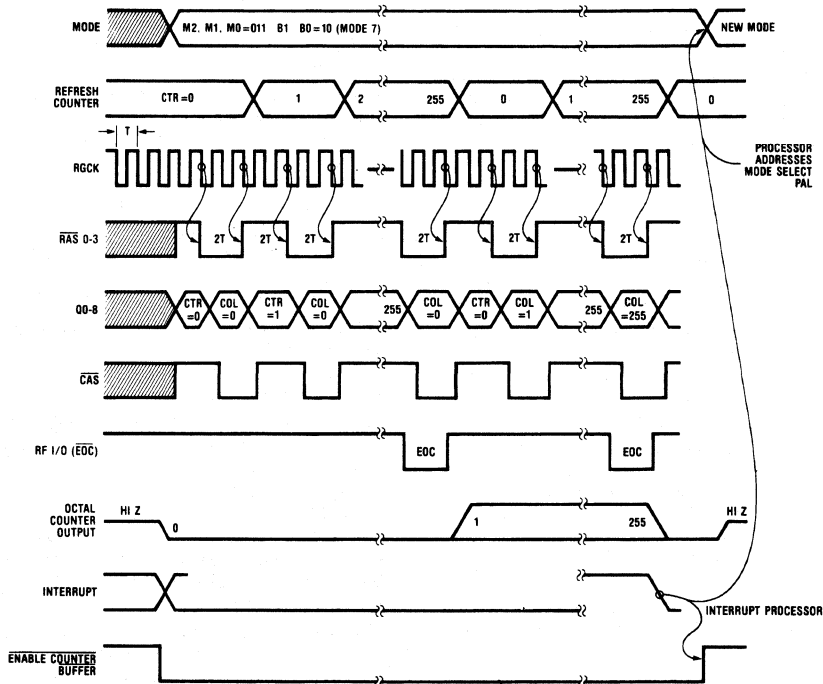 MODE
M2, M1, M0=011 B1 B0=10 (MODE 7)
NEW MODE
REFRESH
COUNTER
CTR=0
1
2
255
0
1
255
0
T
RGCK
PROCESSOR
ADDRESSES
MODE SELECT
PAL
RAS 0-3
2T
2T
2T
2T
2T
Q0-8
CTR
=0
COL
=0
CTR
=1
COL
=0
255
COL
=0
CTR
=0
COL
=1
255
COL
=255
CAS
RF I/O (EOC)
EOC
EOC
OCTAL
COUNTER
OUTPUT
HI Z
0
1
255
HI Z
INTERRUPT
INTERRUPT PROCESSOR
ENABLE COUNTER
BUFFER